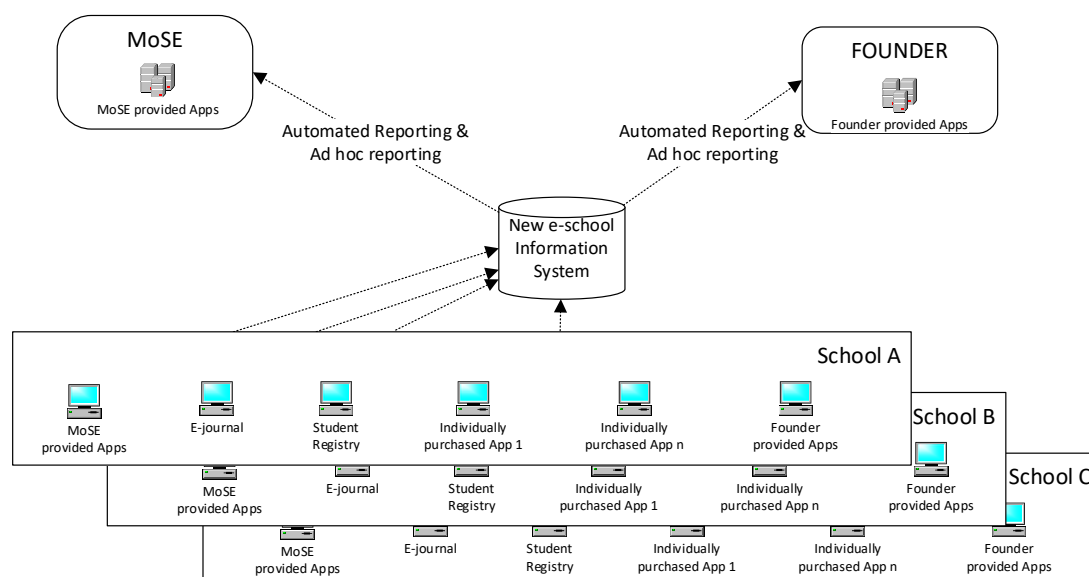 MoSE
MoSE provided Apps
FOUNDER
Founder provided Apps
Automated Reporting &
Ad hoc reporting
Automated Reporting &
Ad hoc reporting
New e-school
Information
System
School A
MoSE
provided Apps
E-journal
Student
Registry
Individually
purchased App 1
Individually
purchased App n
Founder
provided Apps
School B
MoSE
provided Apps
E-journal
Student
Registry
Individually
purchased App 1
Individually
purchased App n
Founder
provided Apps
School C
MoSE
provided Apps
E-journal
Student
Registry
Individually
purchased App 1
Individually
purchased App n
Founder
provided Apps